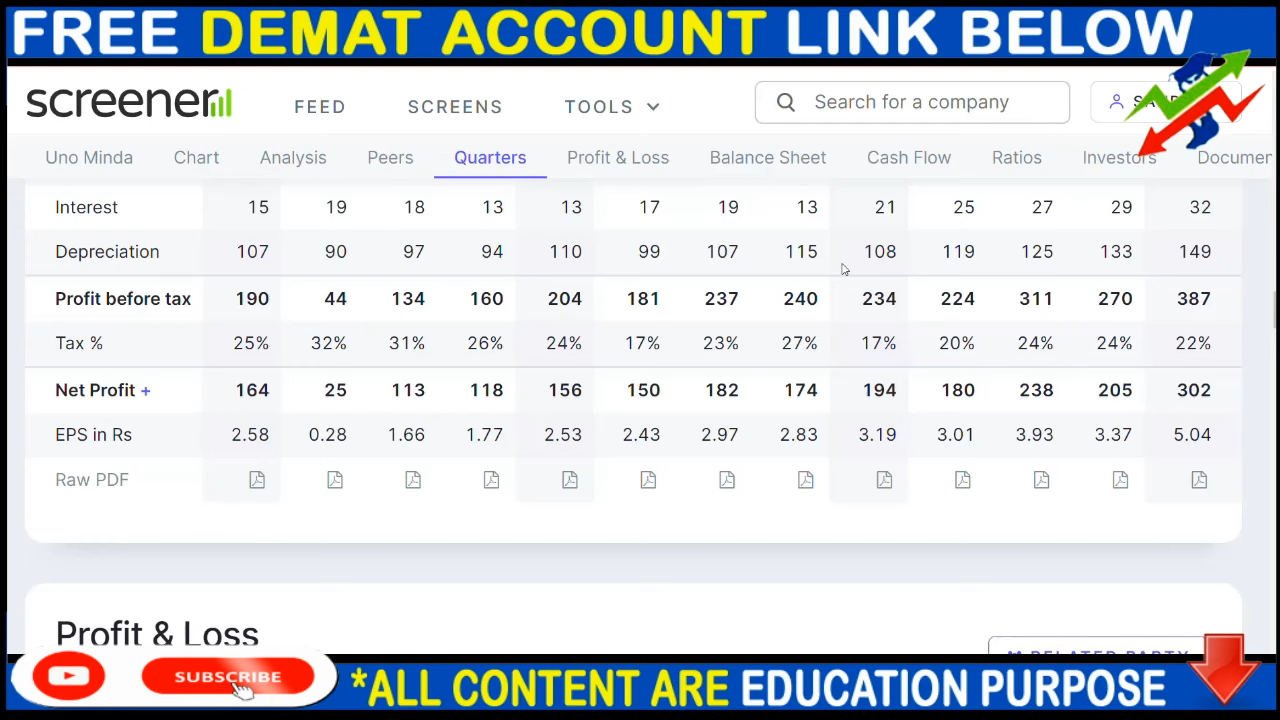 FREE DEMAT ACCOUNT LINK BELOW
screener
FEED SCREENS TOOLS Search for a company
Uno Minda Chart Analysis Peers Quarters Profit & Loss Balance Sheet Cash Flow Ratios Investors Documen
Interest 15 19 18 13 13 17 19 13 21 25 27 29 32
Depreciation 107 90 97 94 110 99 107 115 108 119 125 133 149
Profit before tax 190 44 134 160 204 181 237 240 234 224 311 270 387
Tax % 25% 32% 31% 26% 24% 17% 23% 27% 17% 20% 24% 24% 22%
Net Profit + 164 25 113 118 156 150 182 174 194 180 238 205 302
EPS in Rs 2.58 0.28 1.66 1.77 2.53 2.43 2.97 2.83 3.19 3.01 3.93 3.37 5.04
Raw PDF
Profit & Loss
RELATED PARTY
SUBSCRIBE
*ALL CONTENT ARE EDUCATION PURPOSE